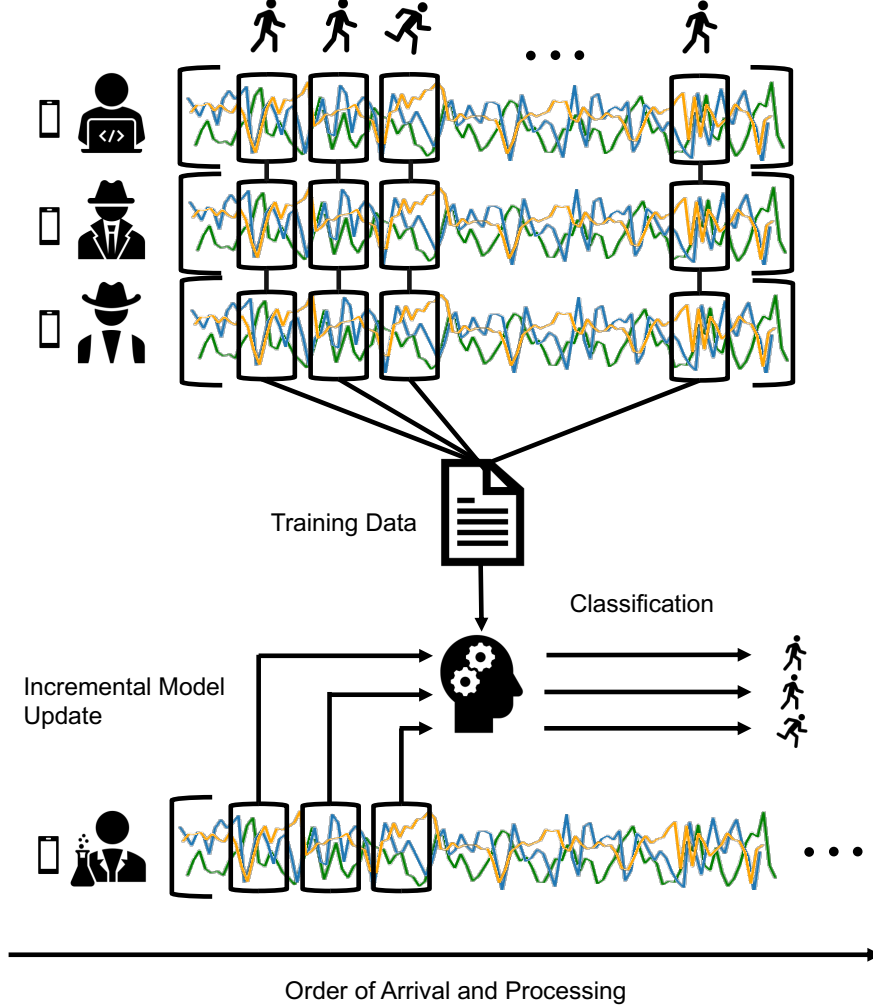 </>
Training Data
Classification
Incremental Model
Update
Order of Arrival and Processing